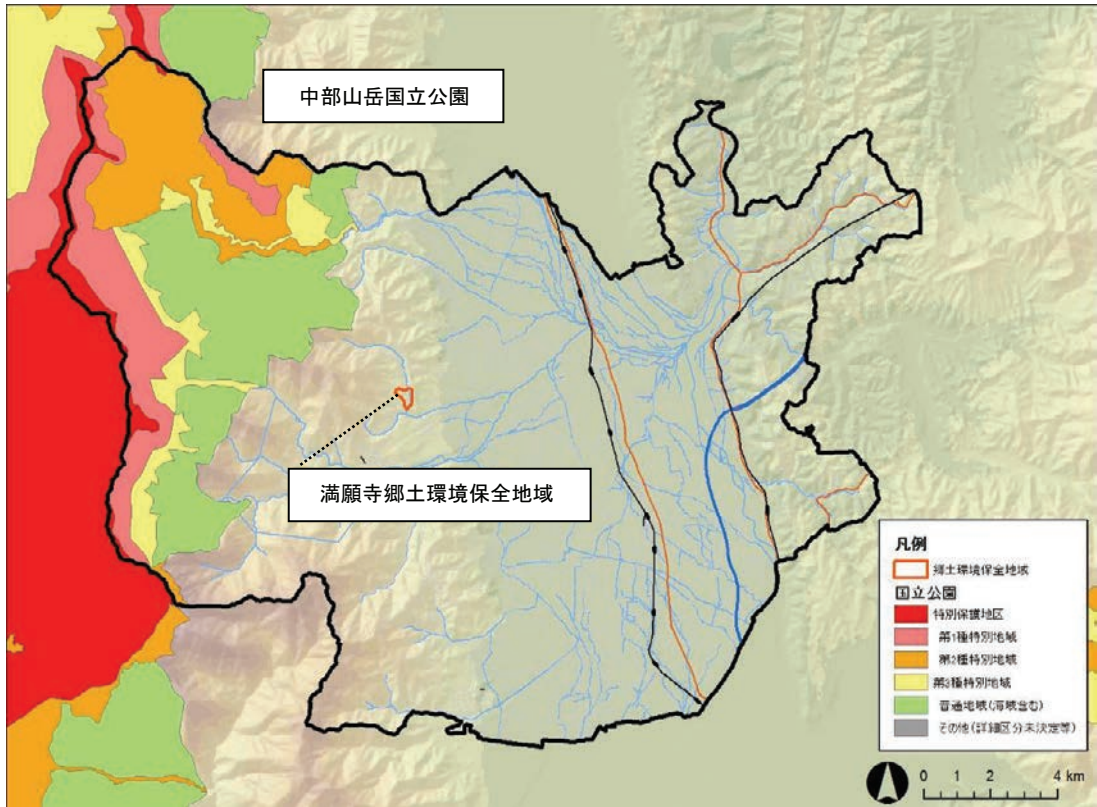 中部山岳国立公園
満願寺郷土環境保全地域
凡例
郷土環境保全地域
国立公園
特別保護地区
第1種特別地域
第2種特別地域
第3種特別地域
普通地域(海域含む)
その他(詳細区分未決定等)
0 1 2 4 km